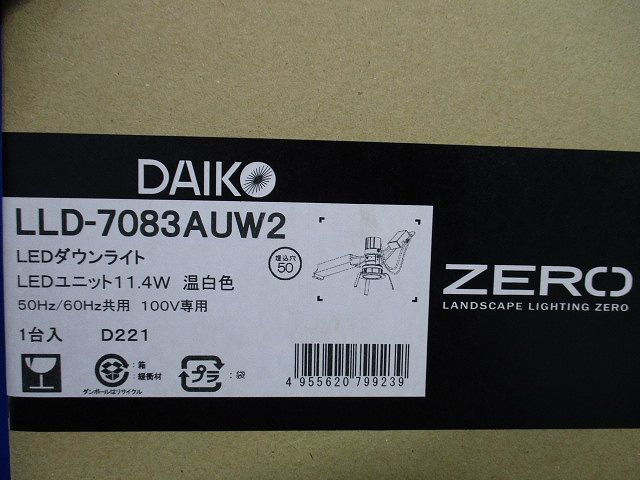 DAIKO
LLD-7083AUW2
LEDダウンライト
LEDユニット11.4W 温白色
50Hz/60Hz共用 100V専用
1台入 D221
埋込穴
50
ZERO
LANDSCAPE LIGHTING ZERO
:箱
:緩衝材
ダンボールはリサイクル
プラ
:袋
4 955620 799239